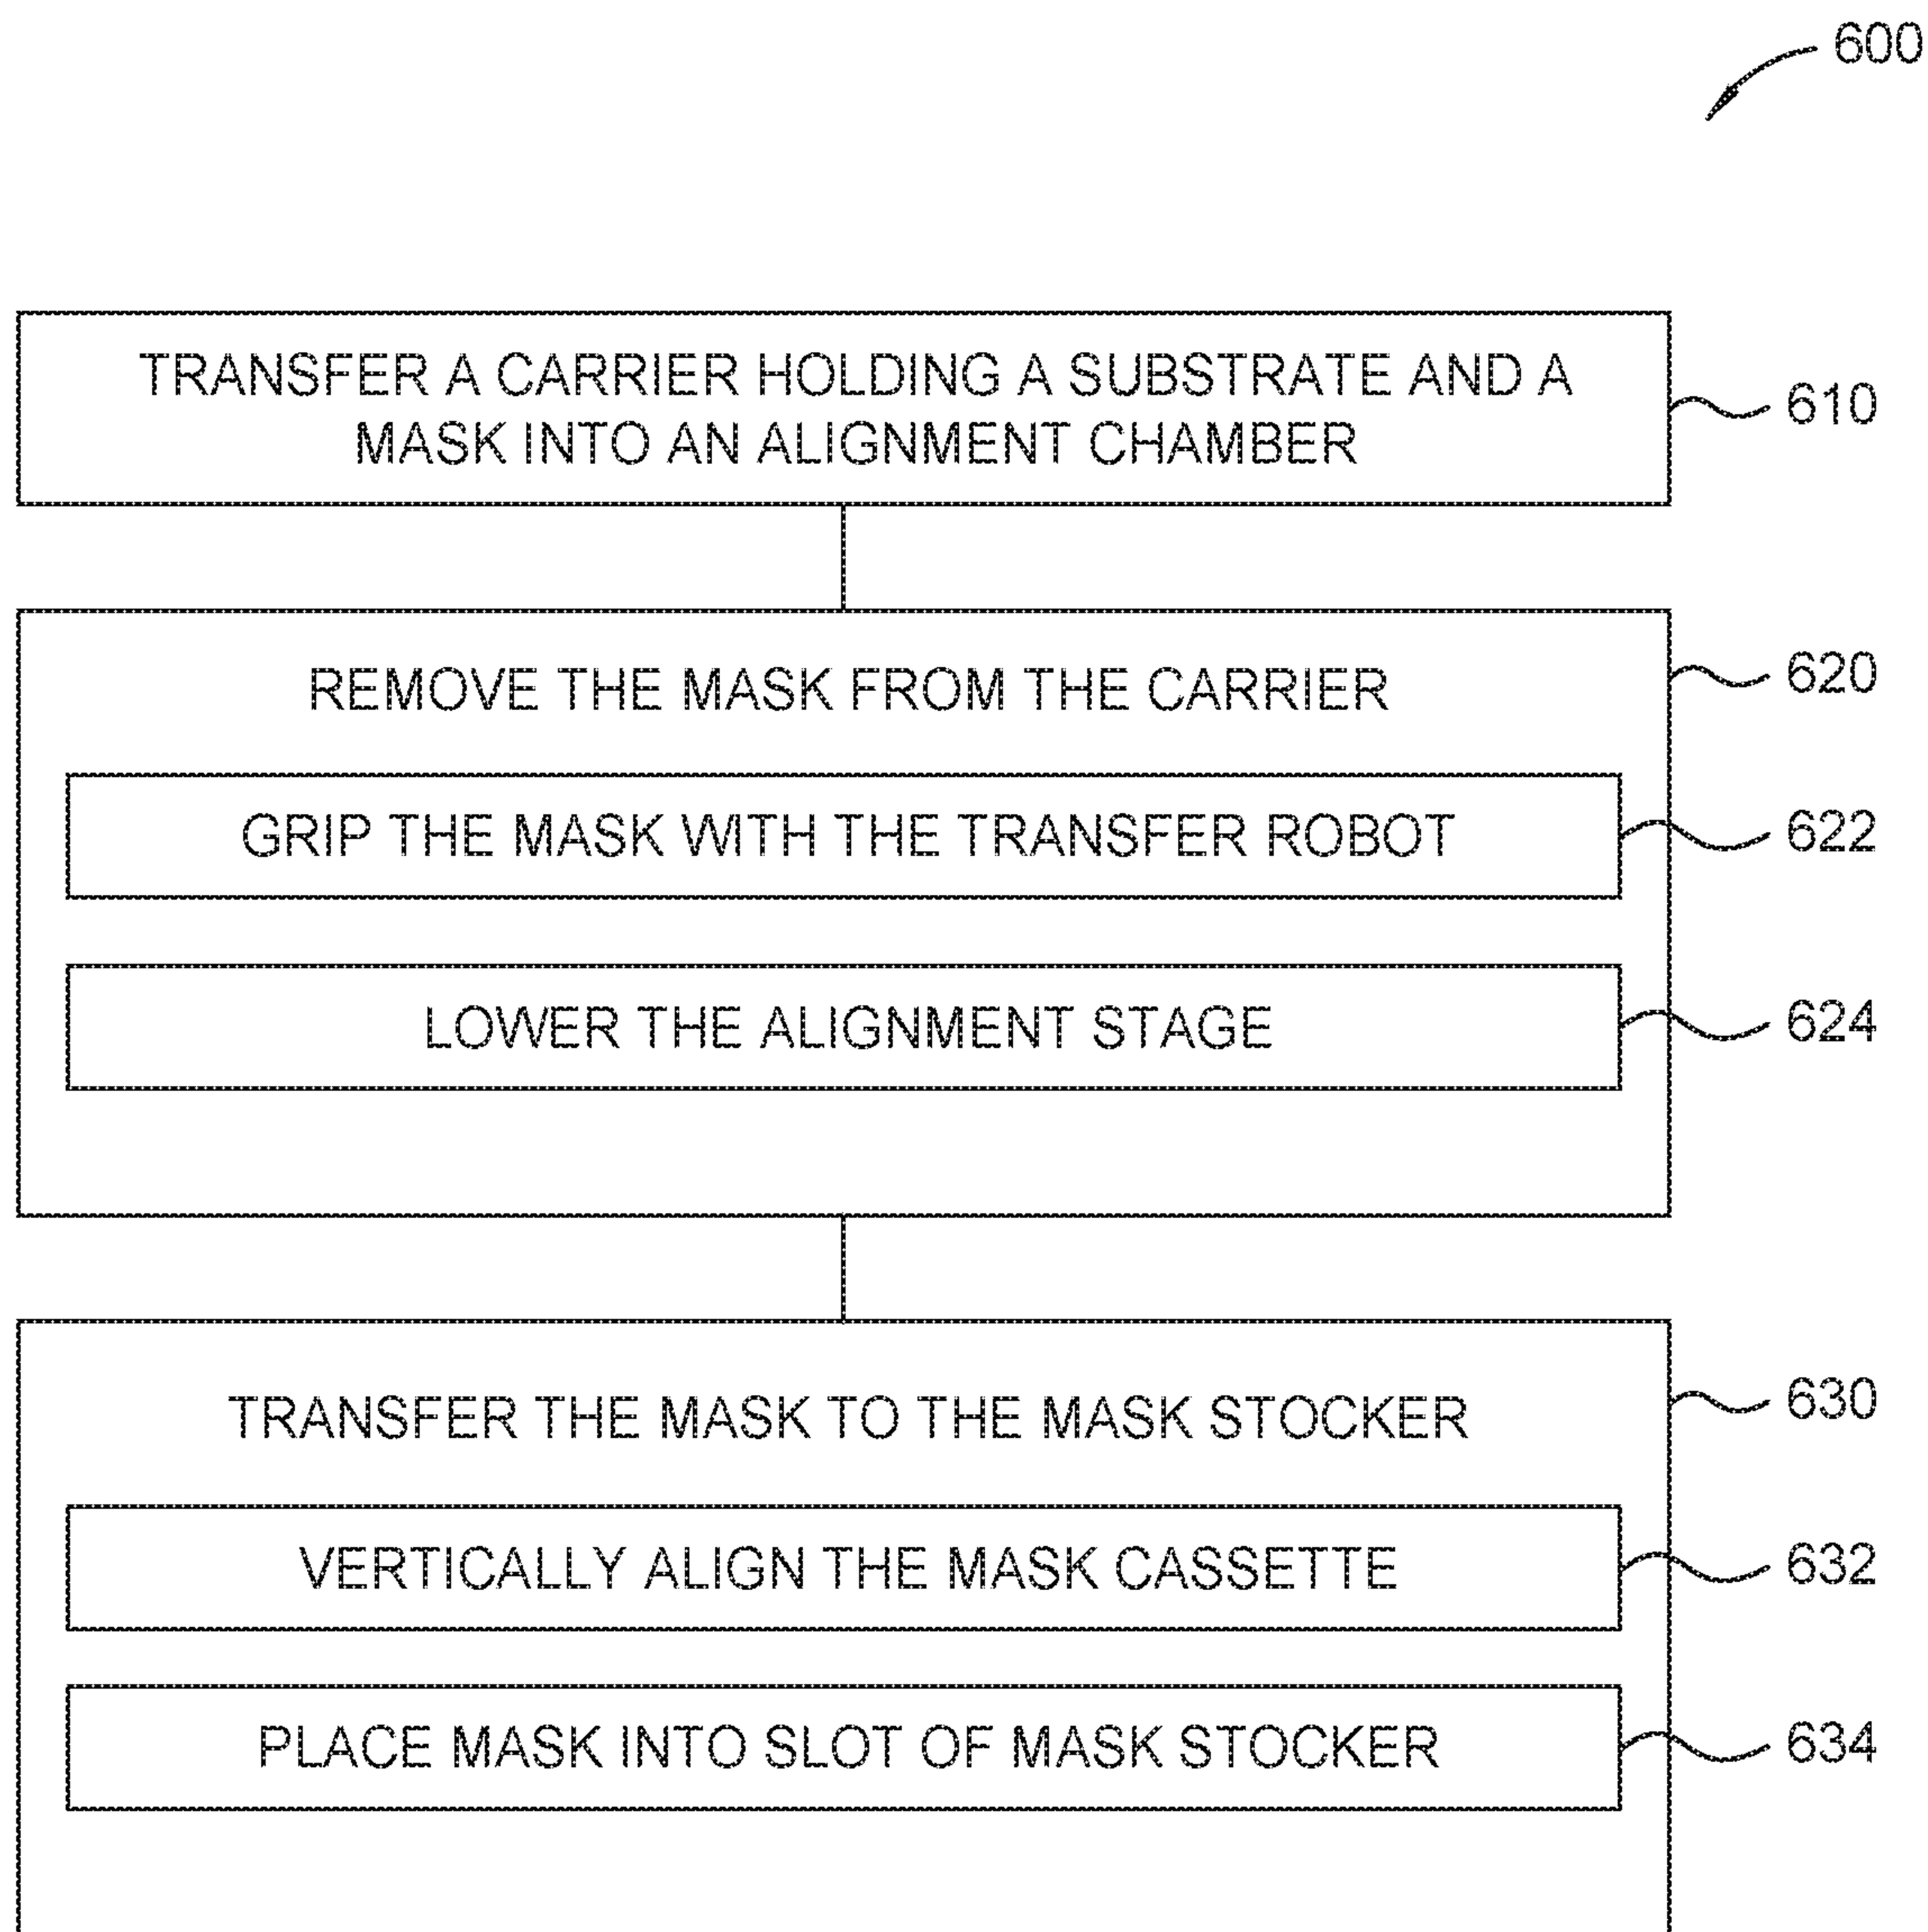 600
TRANSFER A CARRIER HOLDING A SUBSTRATE AND A
MASK INTO AN ALIGNMENT CHAMBER
610
REMOVE THE MASK FROM THE CARRIER
620
GRIP THE MASK WITH THE TRANSFER ROBOT
622
LOWER THE ALIGNMENT STAGE
624
TRANSFER THE MASK TO THE MASK STOCKER
630
VERTICALLY ALIGN THE MASK CASSETTE
632
PLACE MASK INTO SLOT OF MASK STOCKER
634